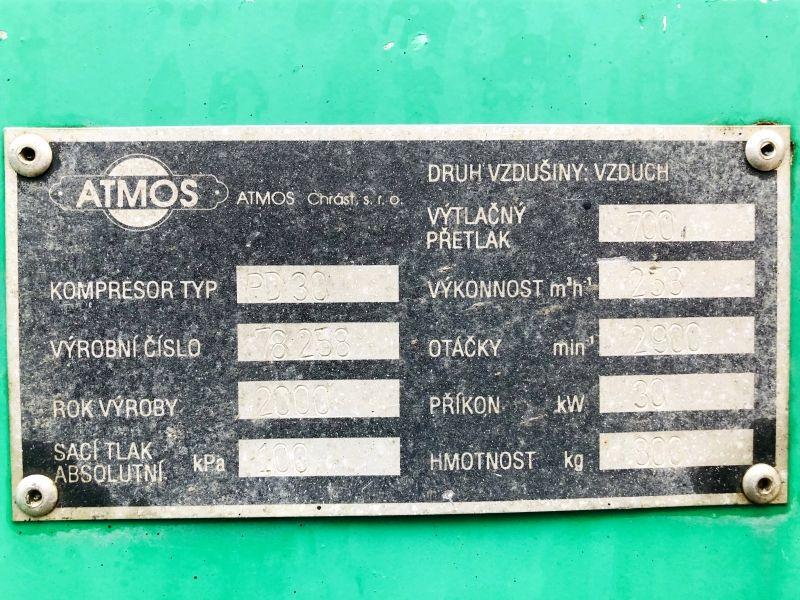 ATMOS ATMOS Chrást, s. r. o.
KOMPRESOR TYP PD 30
VÝROBNÍ ČÍSLO 78 258
ROK VÝROBY 2000
SACÍ TLAK
ABSOLUTNÍ kPa 100
DRUH VZDUŠINY: VZDUCH
VÝTLAČNÝ
PŘETLAK 700
VÝKONNOST m³h⁻¹ 258
OTÁČKY min⁻¹ 2900
PŘÍKON kW 30
HMOTNOST kg